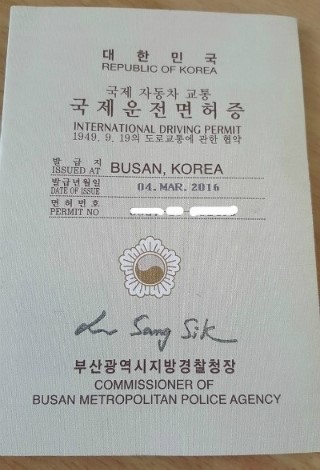 대한민국
REPUBLIC OF KOREA
국제 자동차 교통
국제운전면허증
INTERNATIONAL DRIVING PERMIT
1949. 9. 19의 도로교통에 관한 협약
발급지
ISSUED AT BUSAN, KOREA
발급년월일
DATE OF ISSUE 04. MAR. 2016
면허번호
PERMIT NO
Sang Sik
부산광역시지방경찰청장
COMMISSIONER OF
BUSAN METROPOLITAN POLICE AGENCY